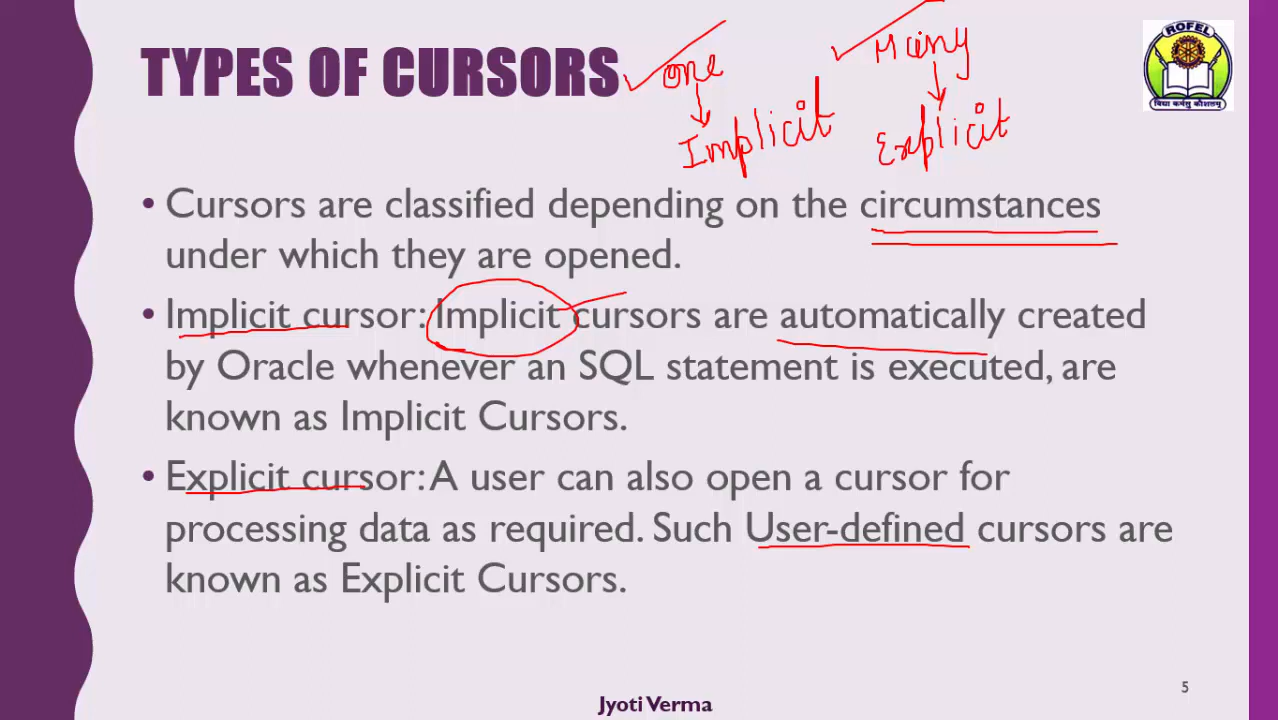 TYPES OF CURSORS
one
Many
Implicit
Explicit
ROFEL
विद्या कर्मसु कौशलम्
• Cursors are classified depending on the circumstances
under which they are opened.
• Implicit cursor: Implicit cursors are automatically created
by Oracle whenever an SQL statement is executed, are
known as Implicit Cursors.
• Explicit cursor: A user can also open a cursor for
processing data as required. Such User-defined cursors are
known as Explicit Cursors.
5
Jyoti Verma